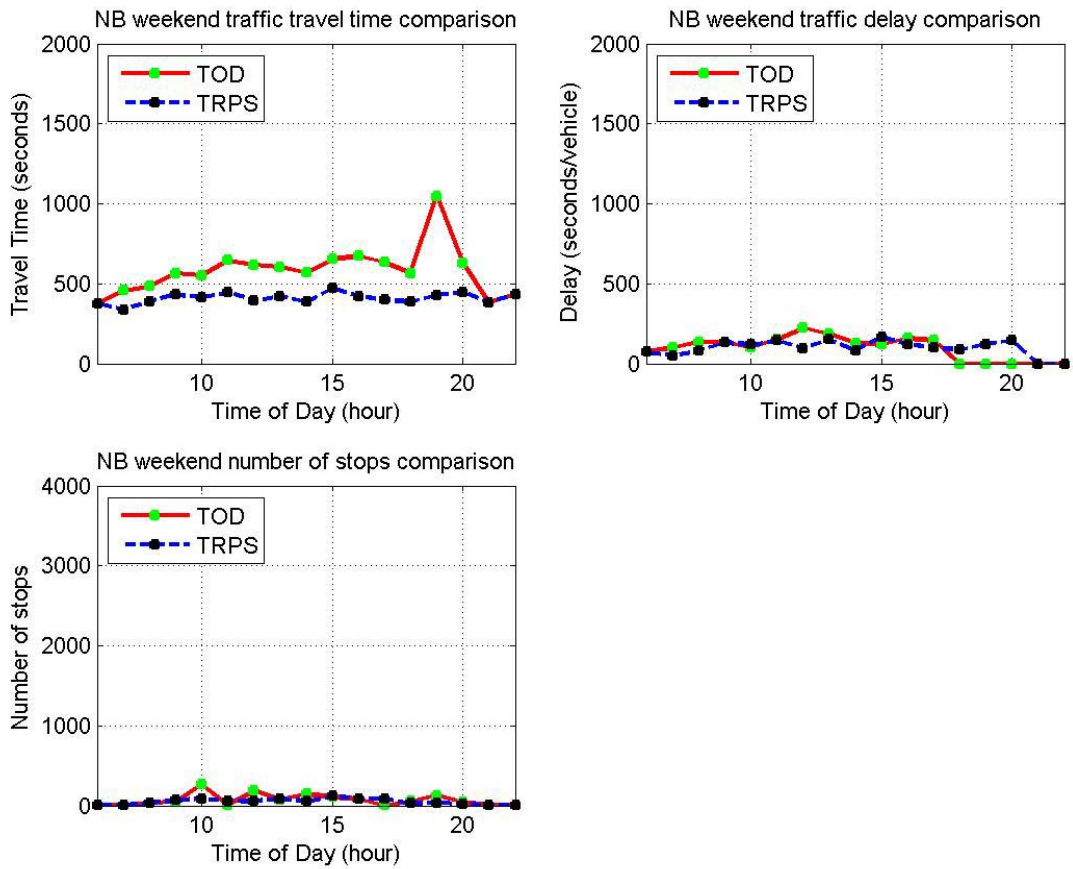 NB weekend traffic travel time comparison
2000
1500
1000
500
0
Travel Time (seconds)
TOD
TRPS
10
15
20
Time of Day (hour)
NB weekend traffic delay comparison
2000
1500
1000
500
0
Delay (seconds/vehicle)
TOD
TRPS
10
15
20
Time of Day (hour)
NB weekend number of stops comparison
4000
3000
2000
1000
0
Number of stops
TOD
TRPS
10
15
20
Time of Day (hour)